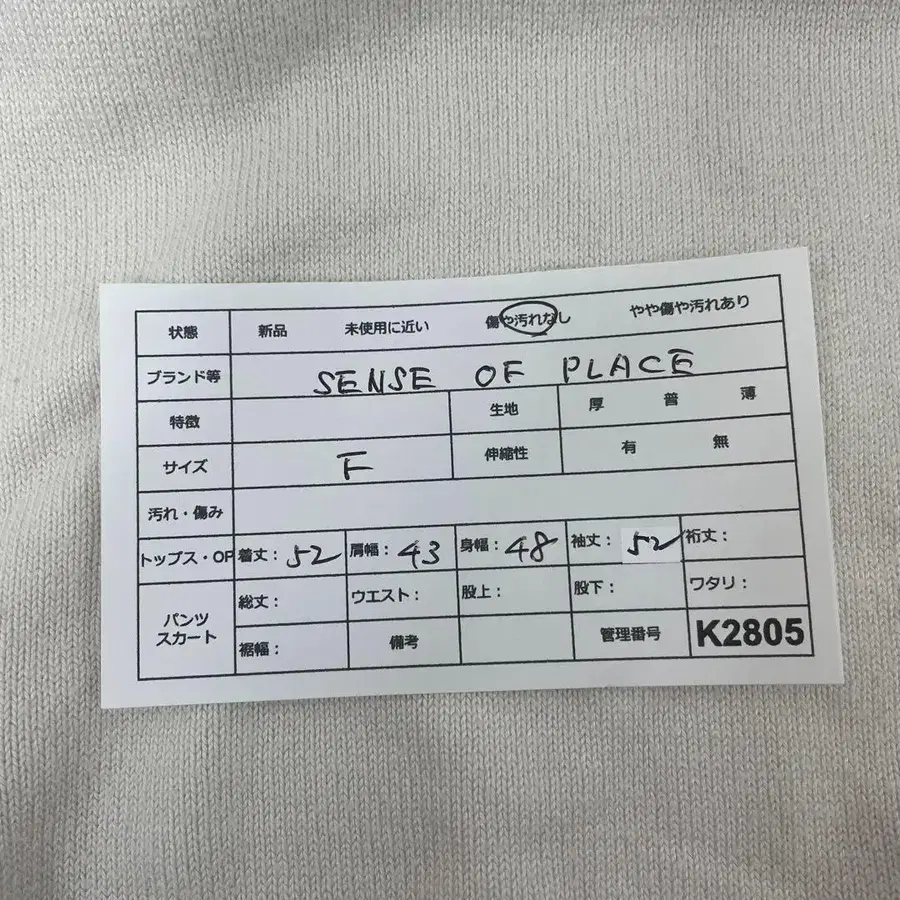 状態 新品 未使用に近い 傷や汚れなし やや傷や汚れあり
ブランド等 SENSE OF PLACE
特徴 生地 厚 普 薄
サイズ F 伸縮性 有 無
汚れ・傷み
トップス・OP 着丈: 52 肩幅: 43 身幅: 48 袖丈: 52 裄丈:
パンツ スカート 総丈: ウエスト: 股上: 股下: ワタリ:
裾幅: 備考 管理番号 K2805